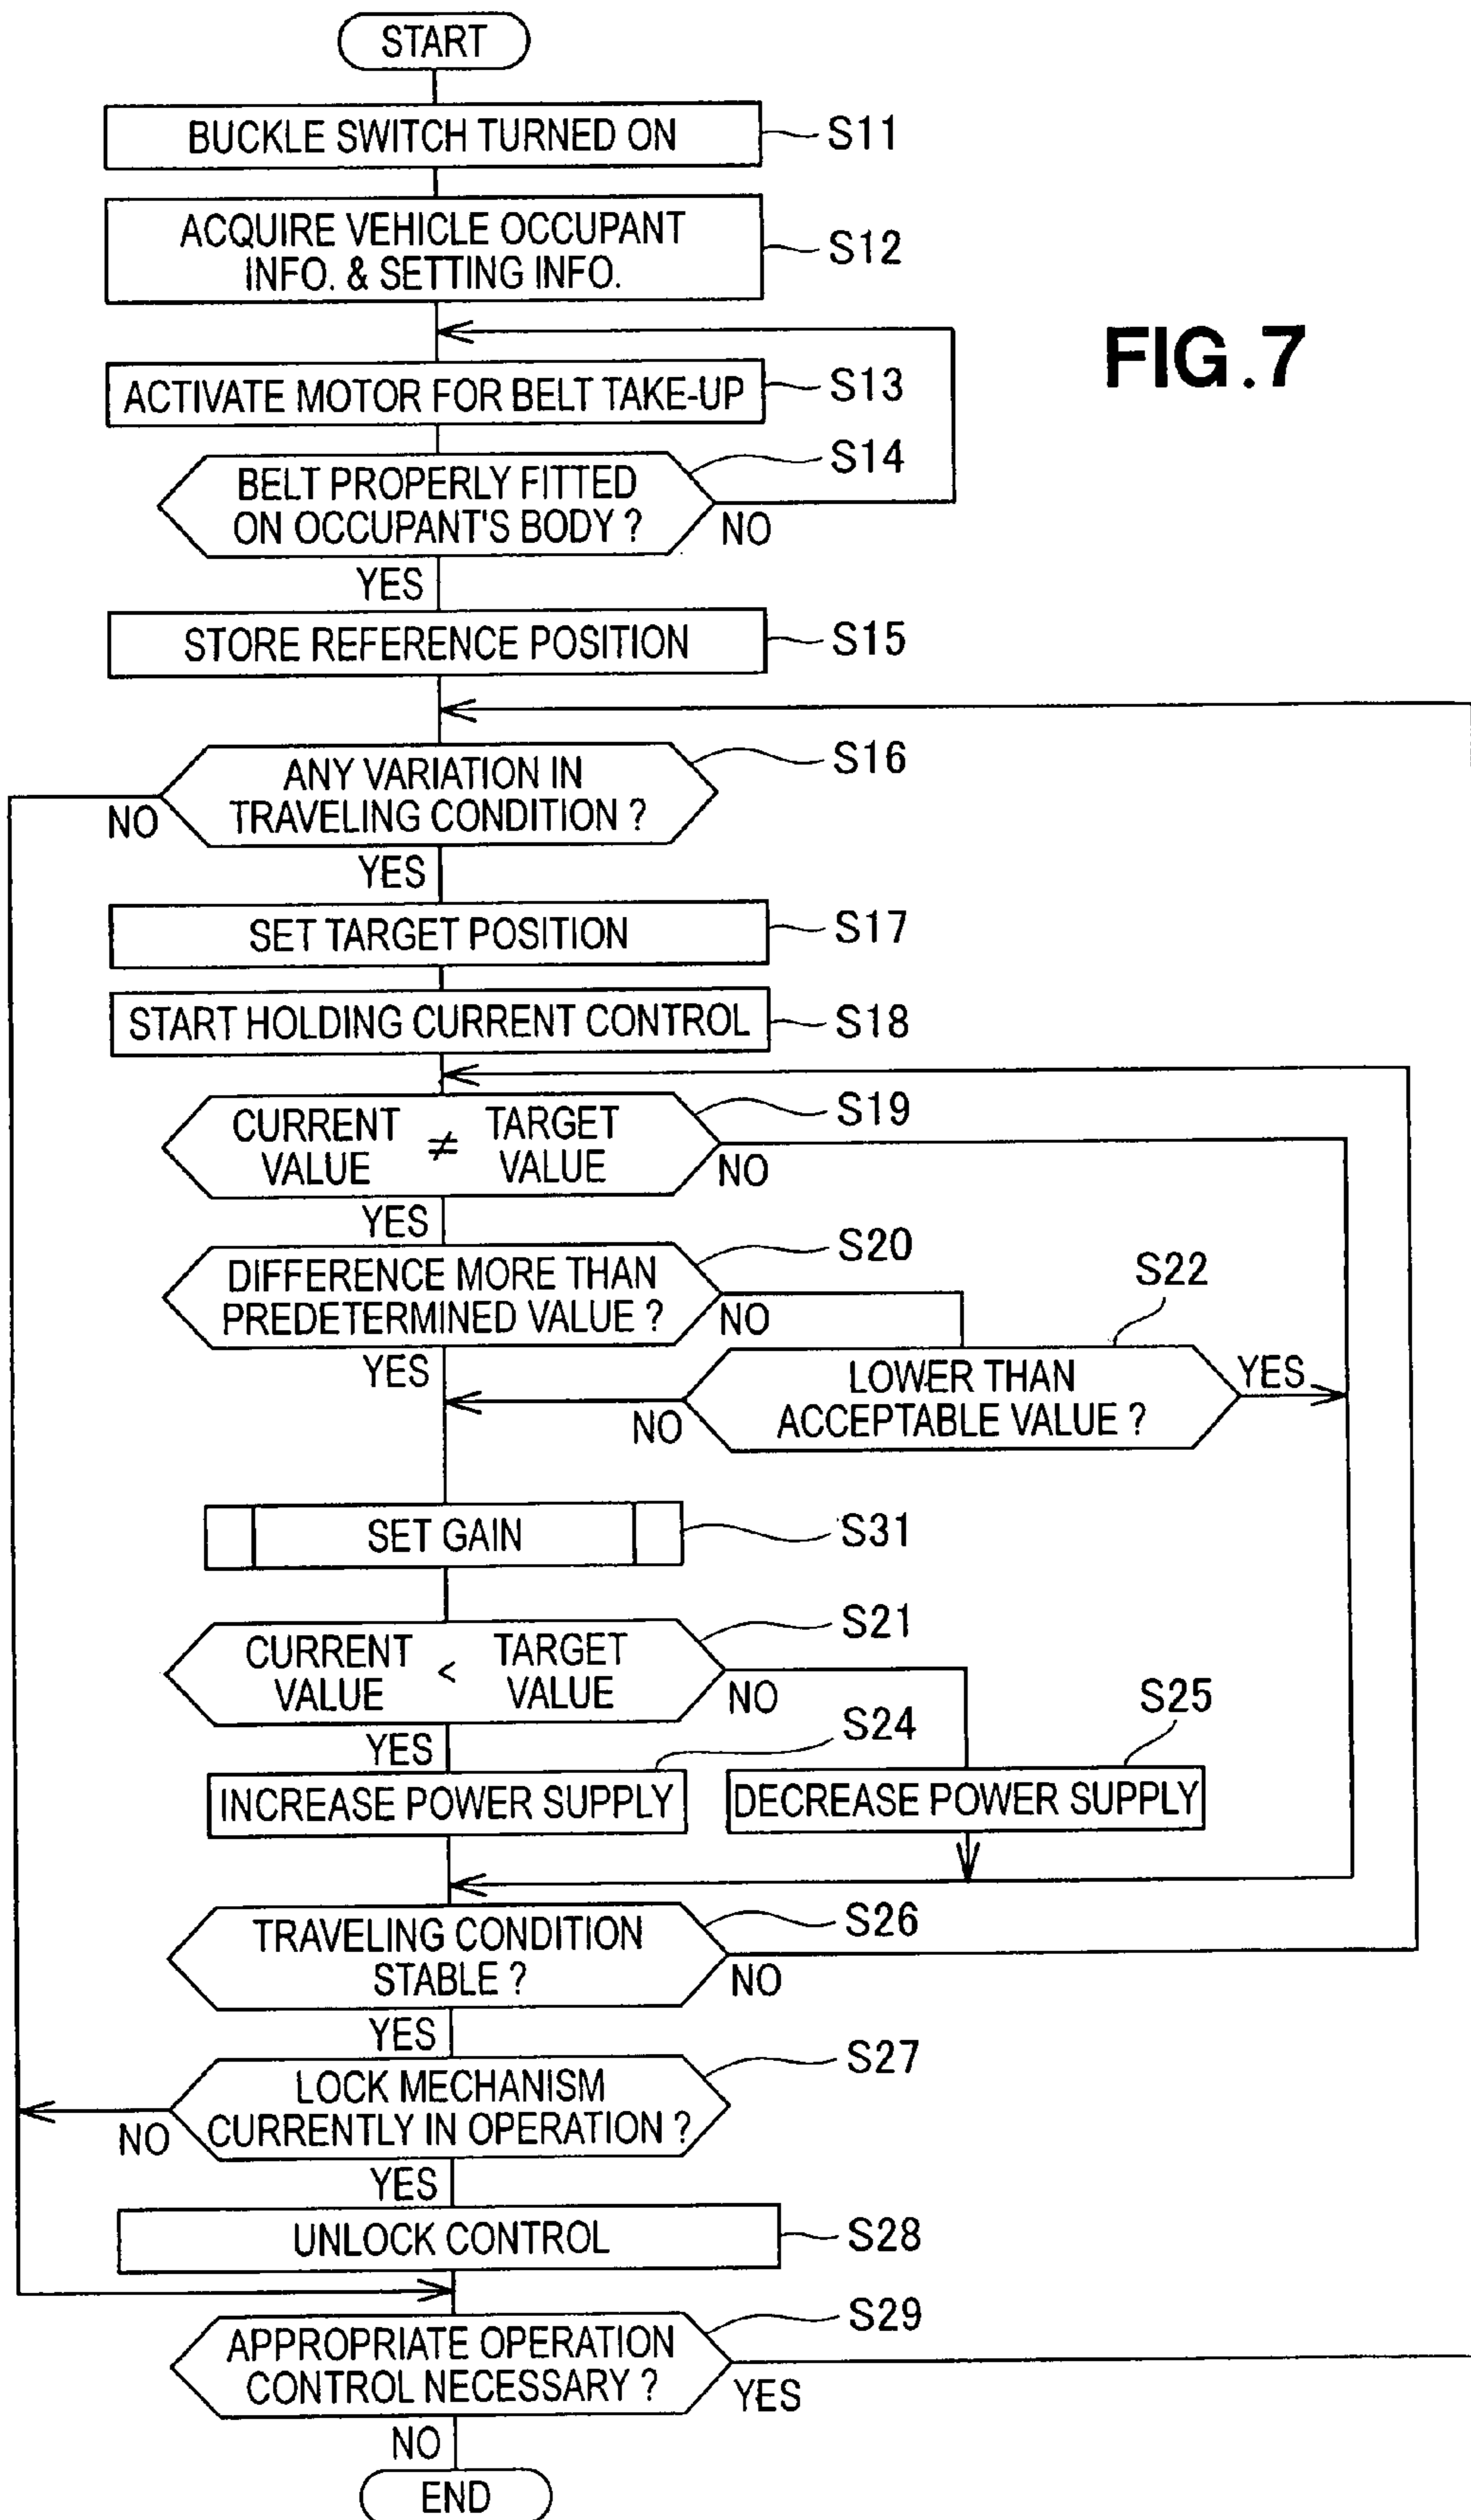 START
BUCKLE SWITCH TURNED ON
S11
ACQUIRE VEHICLE OCCUPANT
INFO. & SETTING INFO.
S12
FIG.7
ACTIVATE MOTOR FOR BELT TAKE-UP
S13
BELT PROPERLY FITTED
ON OCCUPANT'S BODY ?
S14
NO
YES
STORE REFERENCE POSITION
S15
ANY VARIATION IN
TRAVELING CONDITION ?
S16
NO
YES
SET TARGET POSITION
S17
START HOLDING CURRENT CONTROL
S18
CURRENT VALUE ≠ TARGET VALUE
S19
NO
YES
DIFFERENCE MORE THAN
PREDETERMINED VALUE ?
S20
NO
YES
S22
LOWER THAN
ACCEPTABLE VALUE ?
YES
NO
SET GAIN
S31
CURRENT VALUE < TARGET VALUE
S21
NO
YES
S24
INCREASE POWER SUPPLY
S25
DECREASE POWER SUPPLY
TRAVELING CONDITION
STABLE ?
S26
NO
YES
LOCK MECHANISM
CURRENTLY IN OPERATION ?
S27
NO
YES
UNLOCK CONTROL
S28
APPROPRIATE OPERATION
CONTROL NECESSARY ?
S29
YES
NO
END